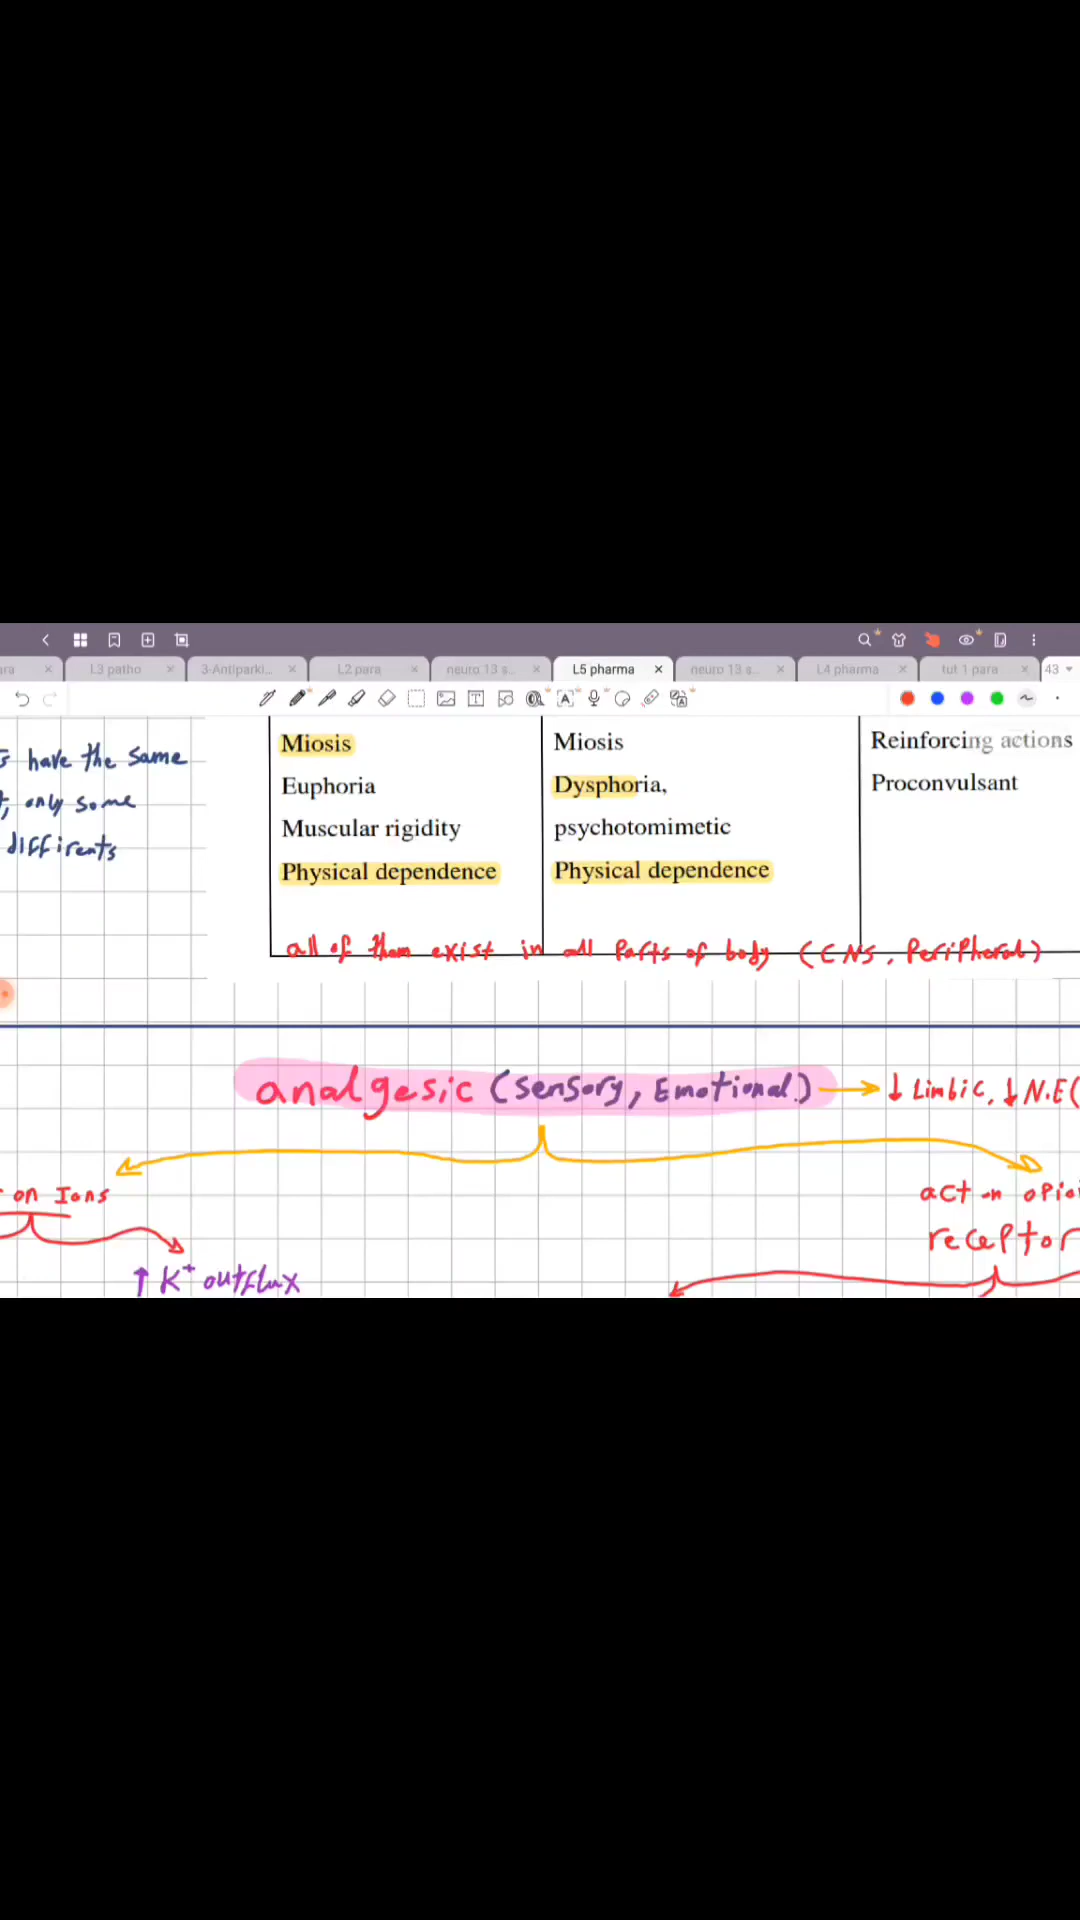 ara L3 patho 3-Antiparki... L2 para neuro 13 s... L5 pharma neuro 13 s... L4 pharma tut 1 para 43
have the same
only some
diffirents
Miosis
Euphoria
Muscular rigidity
Physical dependence
Miosis
Dysphoria,
psychotomimetic
Physical dependence
Reinforcing actions
Proconvulsant
all of them exist in all Parts of body (CNS, Peripheral)
analgesic (sensory, Emotional) ↓ Limbic, ↓ N.E(
on Ions
↑ K+ outflux
act on opioi
receptor